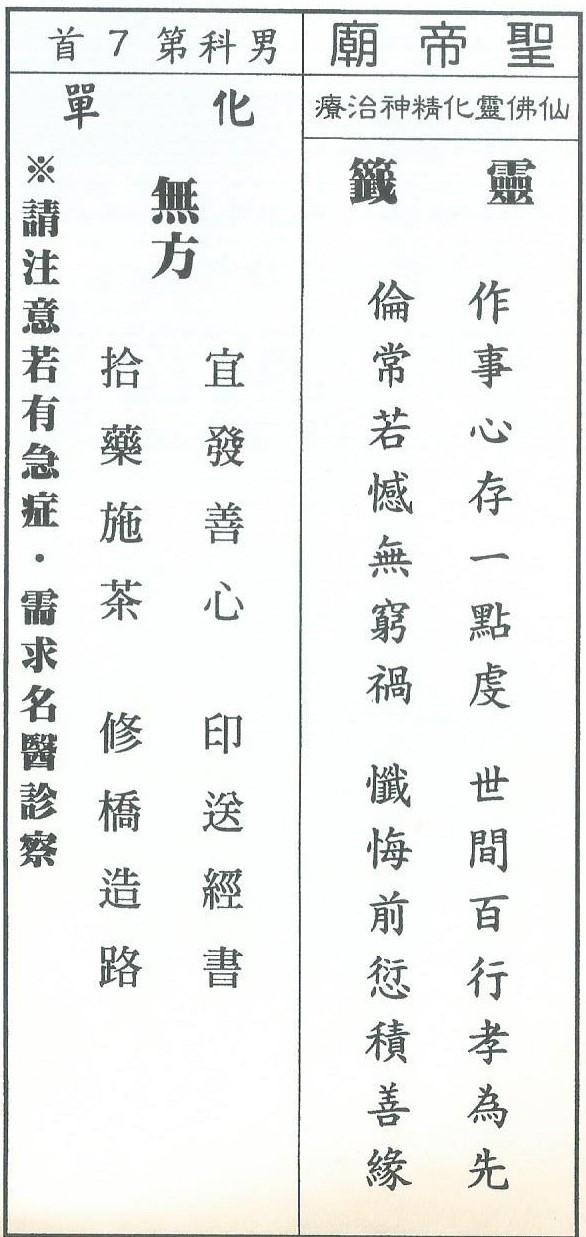 聖帝廟
仙佛靈化精神治療
靈籤
作事心存一點虔 世間百行孝為先
倫常若憾無窮禍 懺悔前愆積善緣
男科第7首
化單
無方
宜發善心 印送經書
拾藥施茶 修橋造路
※請注意若有急症・需求名醫診察